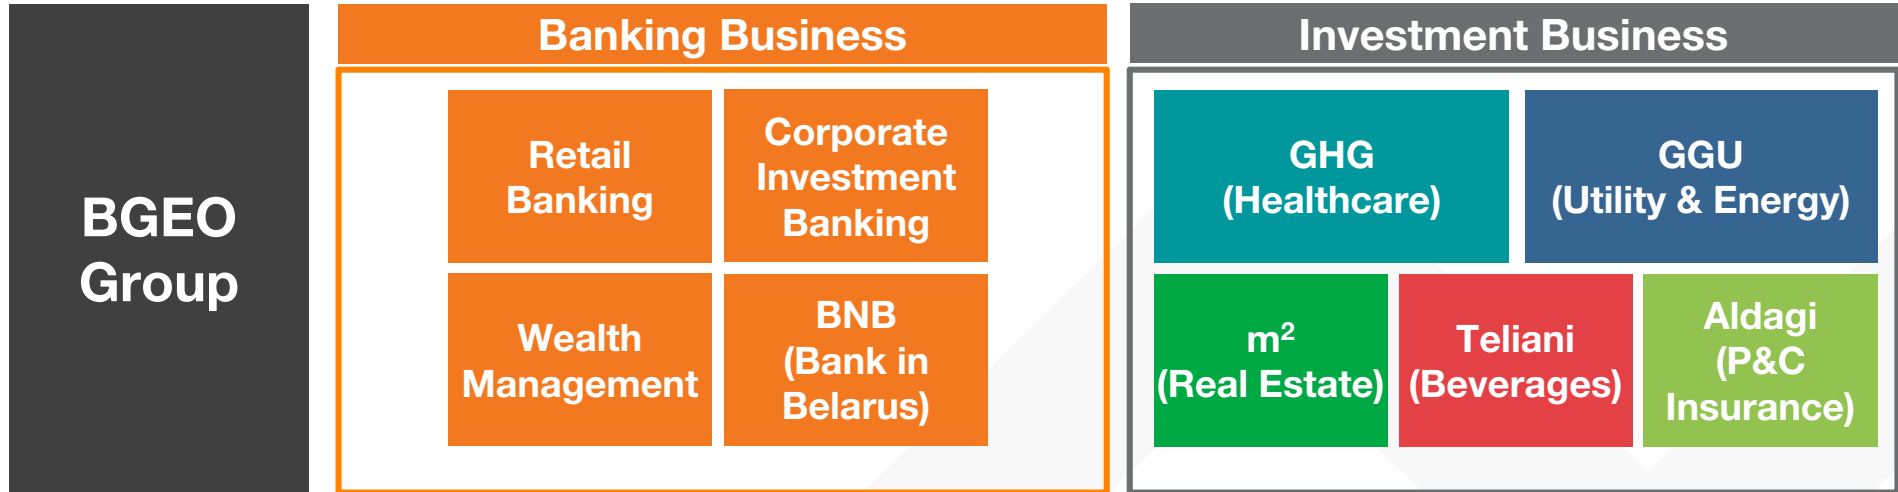 BGEO
Group
Banking Business
Retail
Banking
Corporate
Investment
Banking
Wealth
Management
BNB
(Bank in
Belarus)
Investment Business
GHG
(Healthcare)
GGU
(Utility & Energy)
m²
(Real Estate)
Teliani
(Beverages)
Aldagi
(P&C
Insurance)